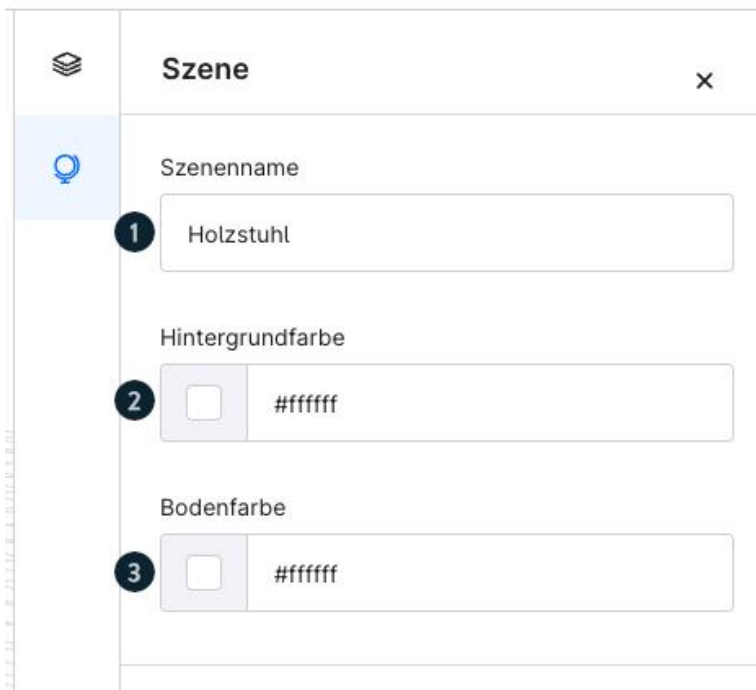 Szene
Szenenname
1 Holzstuhl
Hintergrundfarbe
2 #ffffff
Bodenfarbe
3 #ffffff